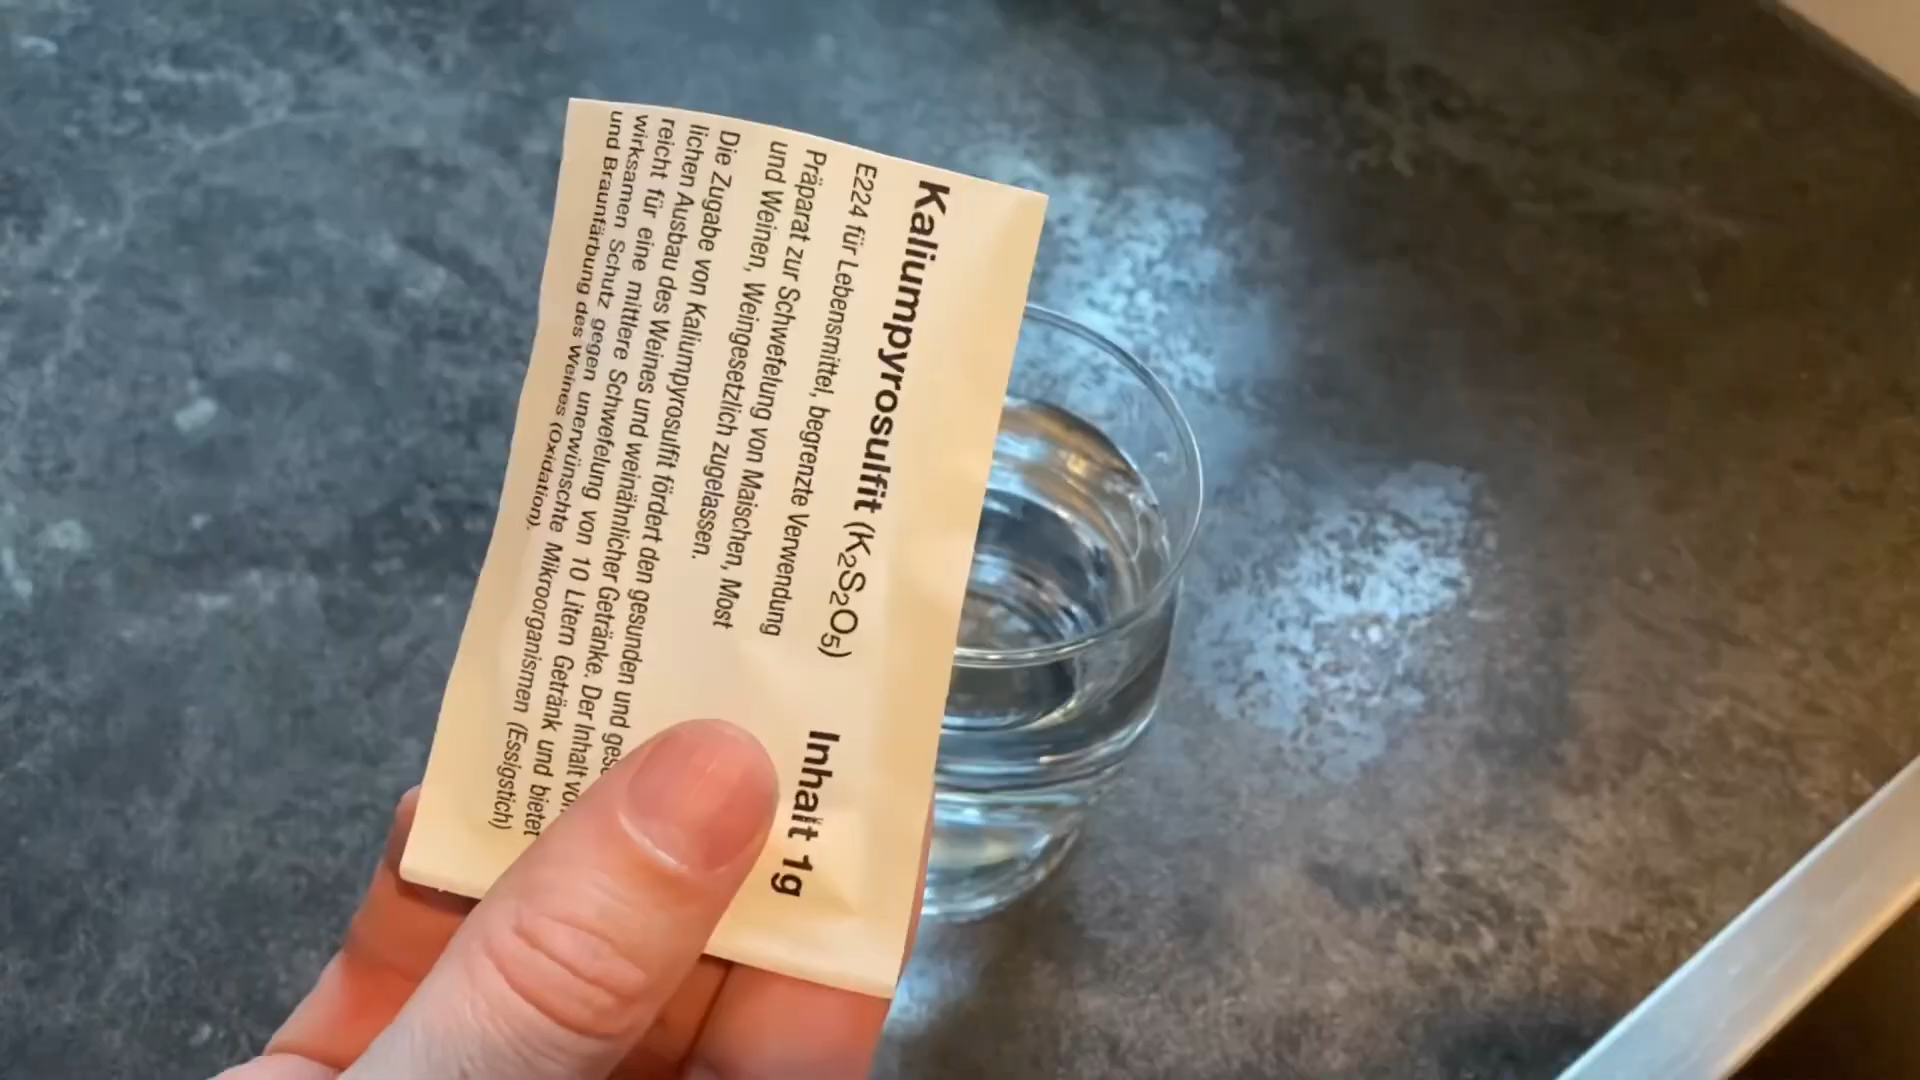 Kaliumpyrosulfit (K₂S₂O₅) Inhalt 1g
E224 für Lebensmittel, begrenzte Verwendung
Präparat zur Schwefelung von Maischen, Most
und Weinen, Weingesetzlich zugelassen.
Die Zugabe von Kaliumpyrosulfit fördert den gesunden und
lichen Ausbau des Weines und weinähnlicher Getränke. Der Inhalt
reicht für eine mittlere Schwefelung von 10 Litern Getränk und bietet
wirksamen Schutz gegen unerwünschte Mikroorganismen (Essigstich)
und Braunfärbung des Weines (Oxidation).